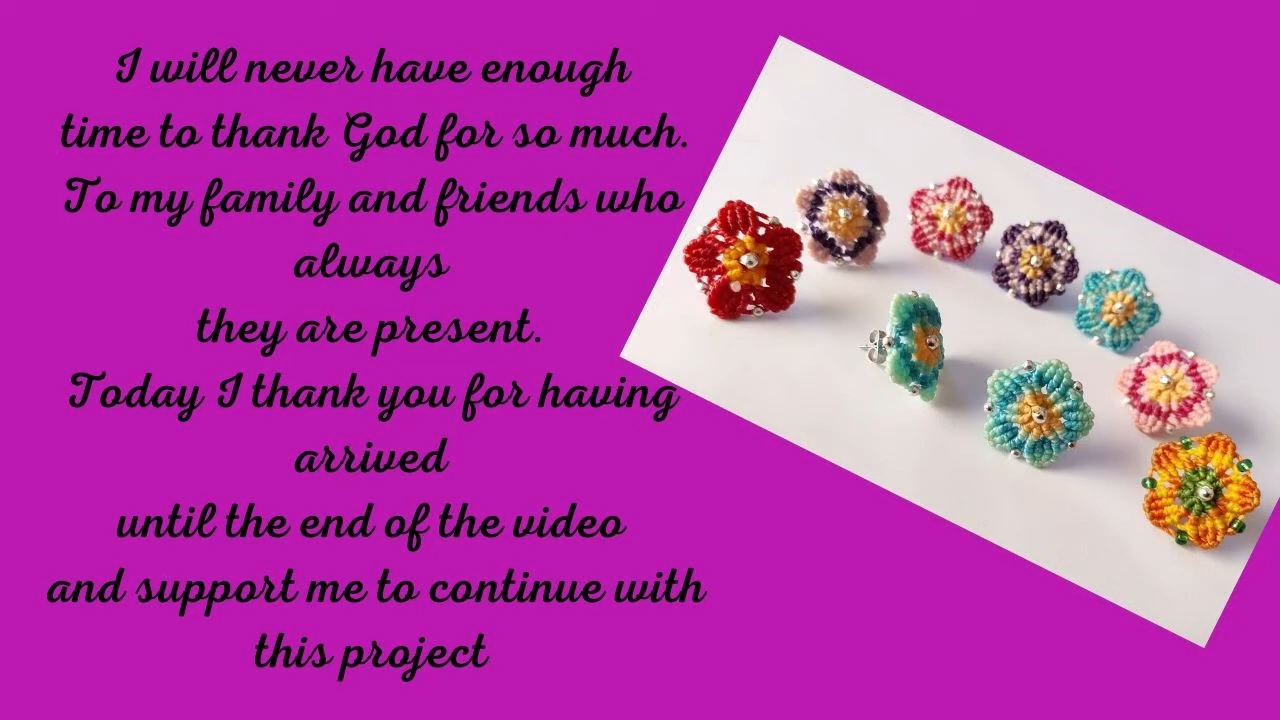 I will never have enough
time to thank God for so much.
To my family and friends who
always
they are present.
Today I thank you for having
arrived
until the end of the video
and support me to continue with
this project